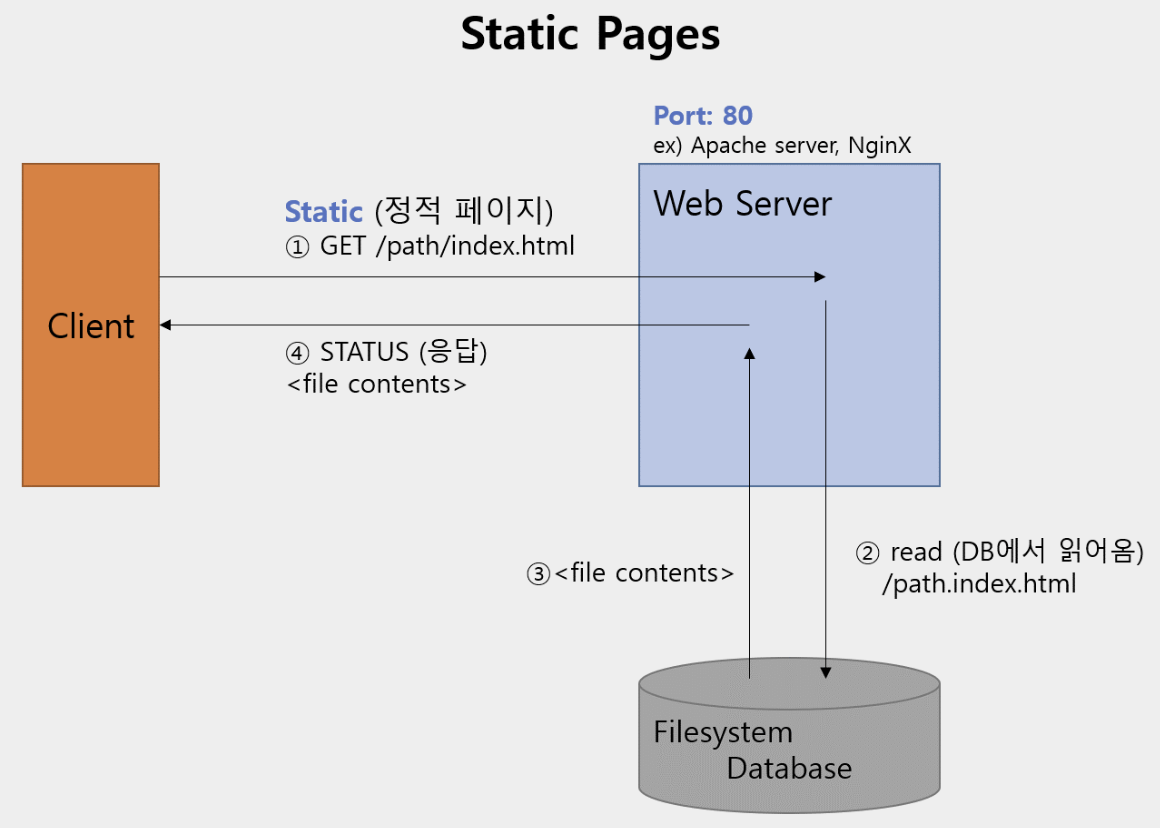 Static Pages
Port: 80
ex) Apache server, NginX
Web Server
Static (정적 페이지)
① GET /path/index.html
Client
④ STATUS (응답)
<file contents>
② read (DB에서 읽어옴)
/path.index.html
③<file contents>
Filesystem
Database